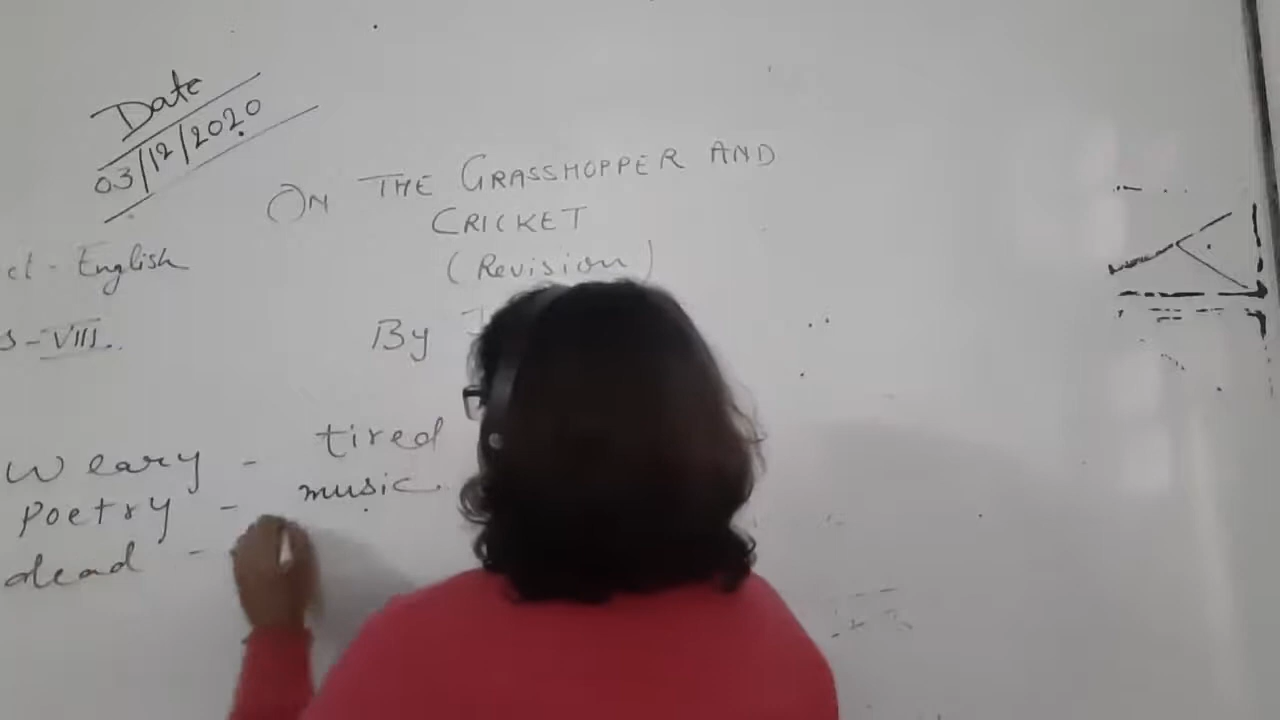 Date
03/12/2020
ON THE GRASSHOPPER AND
CRICKET
(Revision)
ct - English
s - VIII.
By
Weary - tired
Poetry - music
dead -